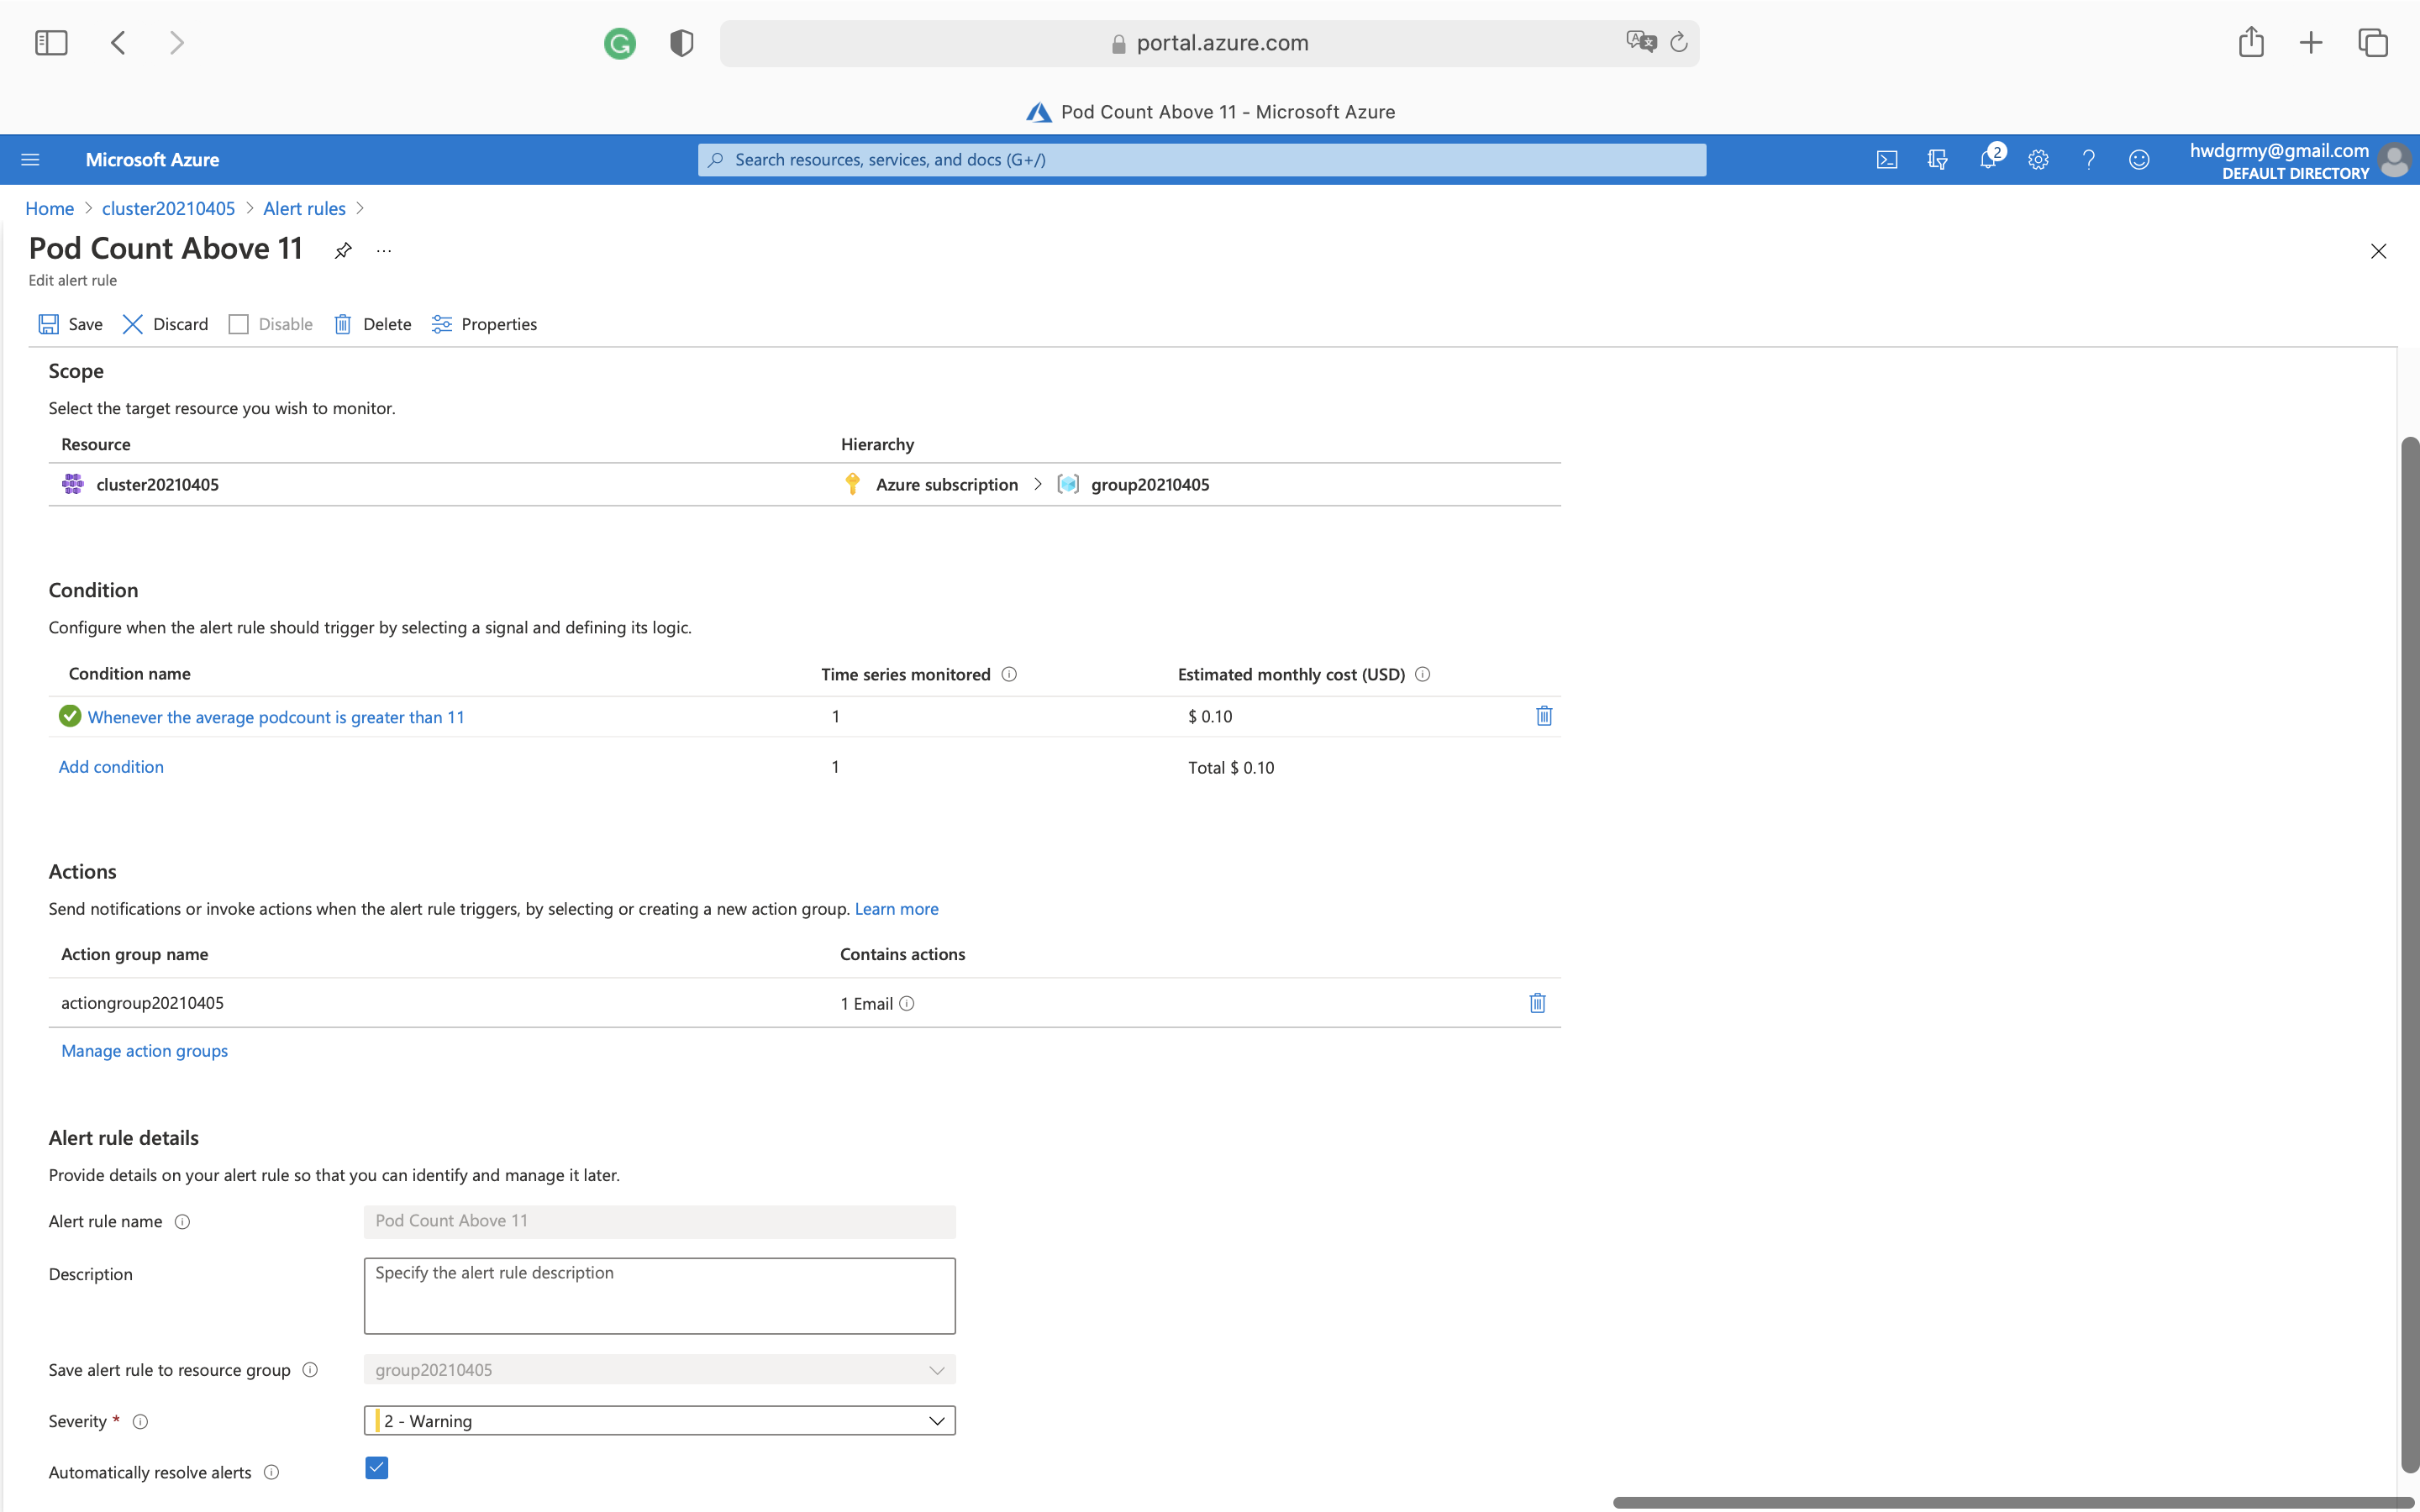 portal.azure.com
Pod Count Above 11 - Microsoft Azure
Microsoft Azure
Search resources, services, and docs (G+/)
2
hwdgrmy@gmail.com
DEFAULT DIRECTORY
Home > cluster20210405 > Alert rules >
Pod Count Above 11 ...
Edit alert rule
Save Discard Disable Delete Properties
Scope
Select the target resource you wish to monitor.
Resource Hierarchy
cluster20210405 Azure subscription > group20210405
Condition
Configure when the alert rule should trigger by selecting a signal and defining its logic.
Condition name Time series monitored Estimated monthly cost (USD)
Whenever the average podcount is greater than 11 1 $ 0.10
Add condition 1 Total $ 0.10
Actions
Send notifications or invoke actions when the alert rule triggers, by selecting or creating a new action group. Learn more
Action group name Contains actions
actiongroup20210405 1 Email
Manage action groups
Alert rule details
Provide details on your alert rule so that you can identify and manage it later.
Alert rule name Pod Count Above 11
Description Specify the alert rule description
Save alert rule to resource group group20210405
Severity * 2 - Warning
Automatically resolve alerts